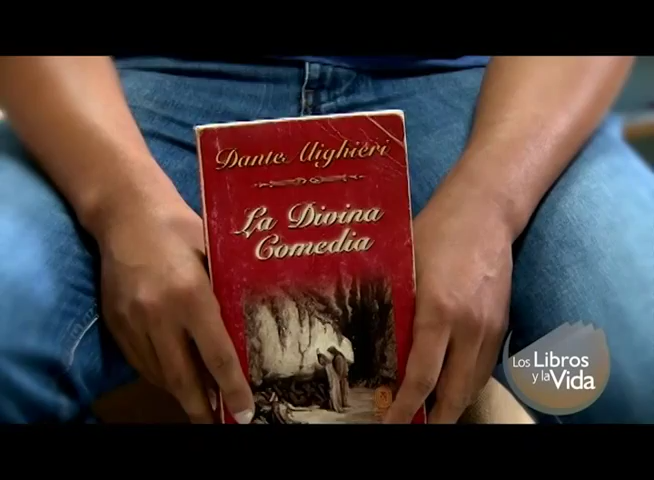 Dante Alighieri
La Divina
Comedia
Los Libros
y la Vida